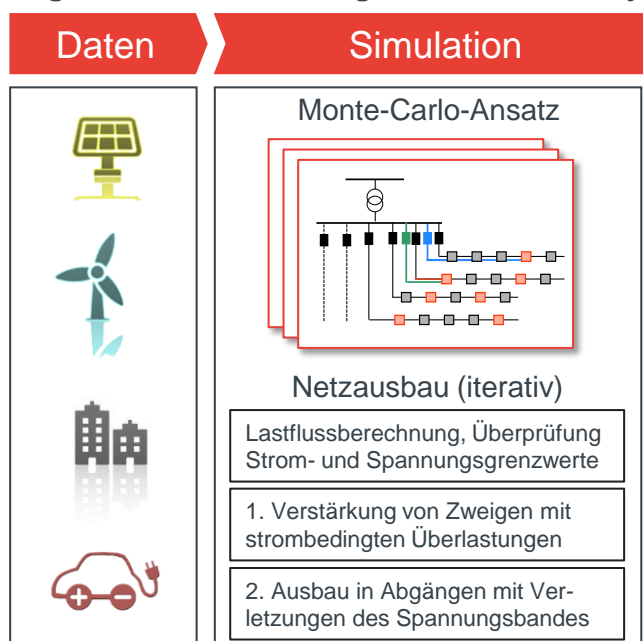 Daten
Simulation
Monte-Carlo-Ansatz
Netzausbau (iterativ)
Lastflussberechnung, Überprüfung
Strom- und Spannungsgrenzwerte
1. Verstärkung von Zweigen mit
strombedingten Überlastungen
2. Ausbau in Abgängen mit Ver-
letzungen des Spannungsbandes